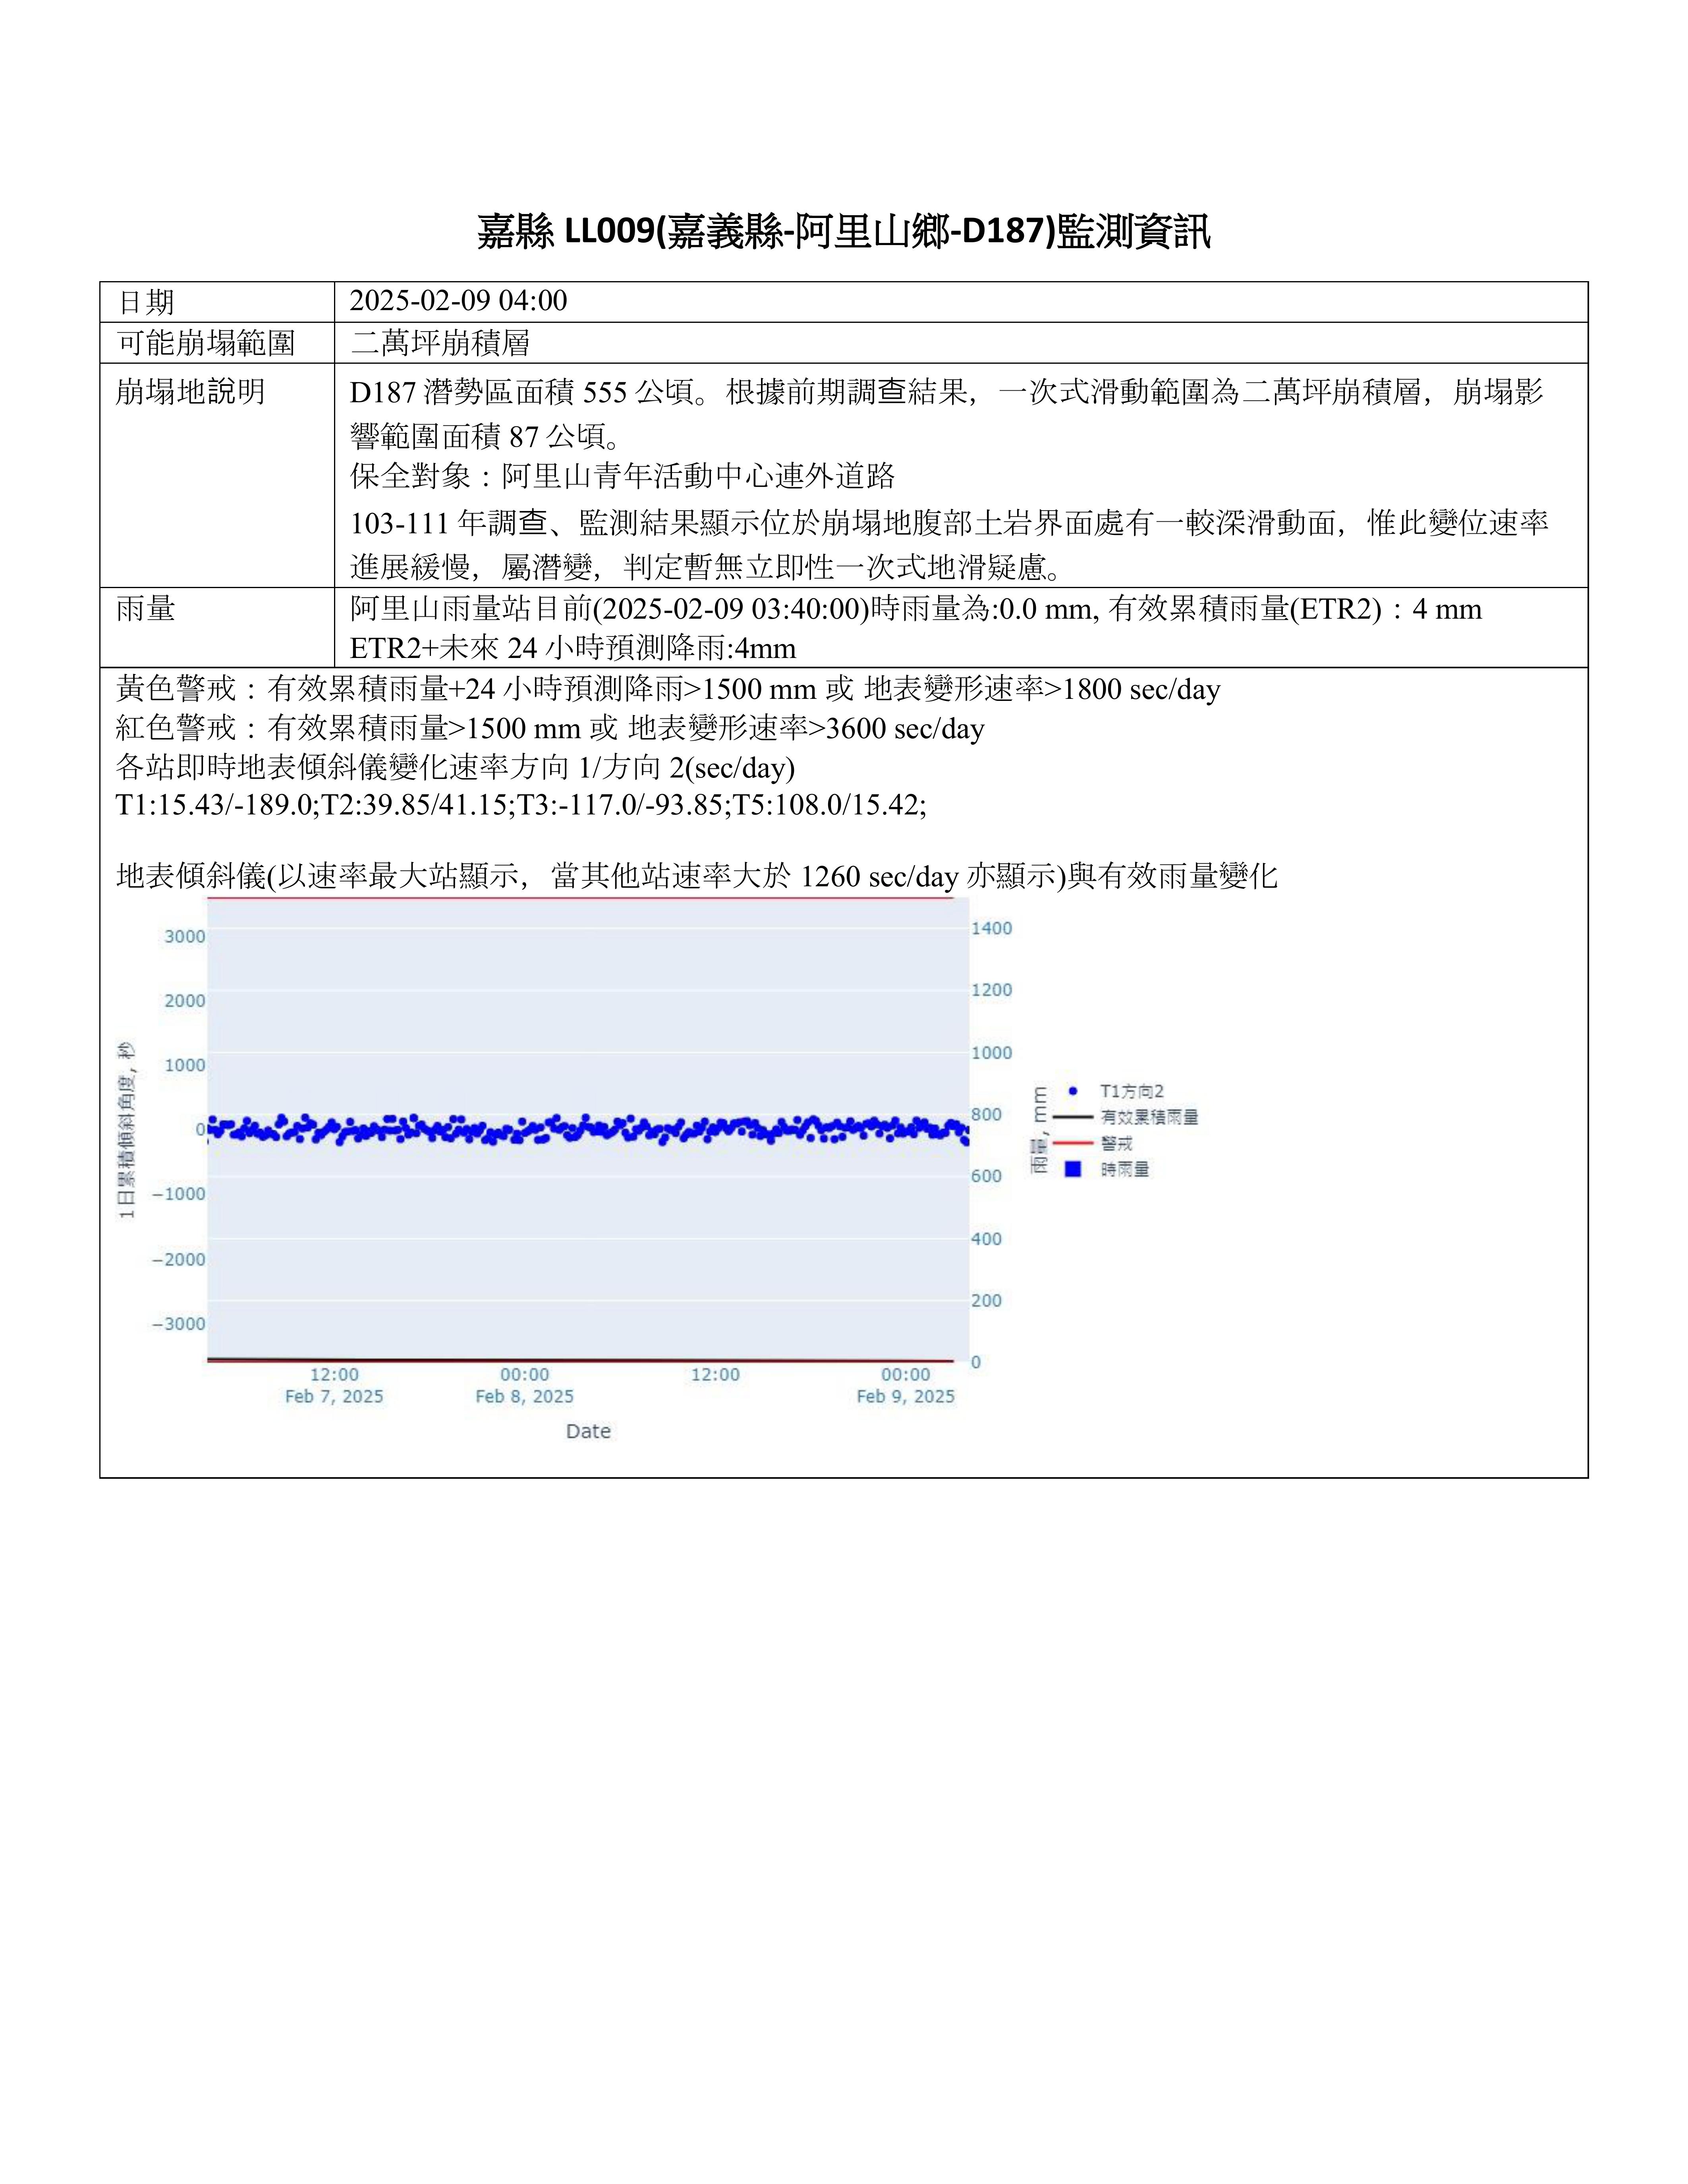 嘉縣 LL009(嘉義縣-阿里山鄉-D187)監測資訊
日期
2025-02-09 04:00
可能崩塌範圍
二萬坪崩積層
崩塌地說明
D187 潛勢區面積 555 公頃。根據前期調查結果，一次式滑動範圍為二萬坪崩積層，崩塌影
響範圍面積 87 公頃。
保全對象：阿里山青年活動中心連外道路
103-111 年調查、監測結果顯示位於崩塌地腹部土岩界面處有一較深滑動面，惟此變位速率
進展緩慢，屬潛變，判定暫無立即性一次式地滑疑慮。
雨量
阿里山雨量站目前(2025-02-09 03:40:00)時雨量為:0.0 mm, 有效累積雨量(ETR2)：4 mm
ETR2+未來 24 小時預測降雨:4mm
黃色警戒：有效累積雨量+24 小時預測降雨>1500 mm 或 地表變形速率>1800 sec/day
紅色警戒：有效累積雨量>1500 mm 或 地表變形速率>3600 sec/day
各站即時地表傾斜儀變化速率方向 1/方向 2(sec/day)
T1:15.43/-189.0;T2:39.85/41.15;T3:-117.0/-93.85;T5:108.0/15.42;
地表傾斜儀(以速率最大站顯示，當其他站速率大於 1260 sec/day 亦顯示)與有效雨量變化
1日累積傾斜角度, 秒
3000
2000
1000
0
−1000
−2000
−3000
1400
1200
1000
800
600
400
200
0
雨量, mm
T1方向2
有效累積雨量
警戒
時雨量
12:00
Feb 7, 2025
00:00
Feb 8, 2025
12:00
00:00
Feb 9, 2025
Date